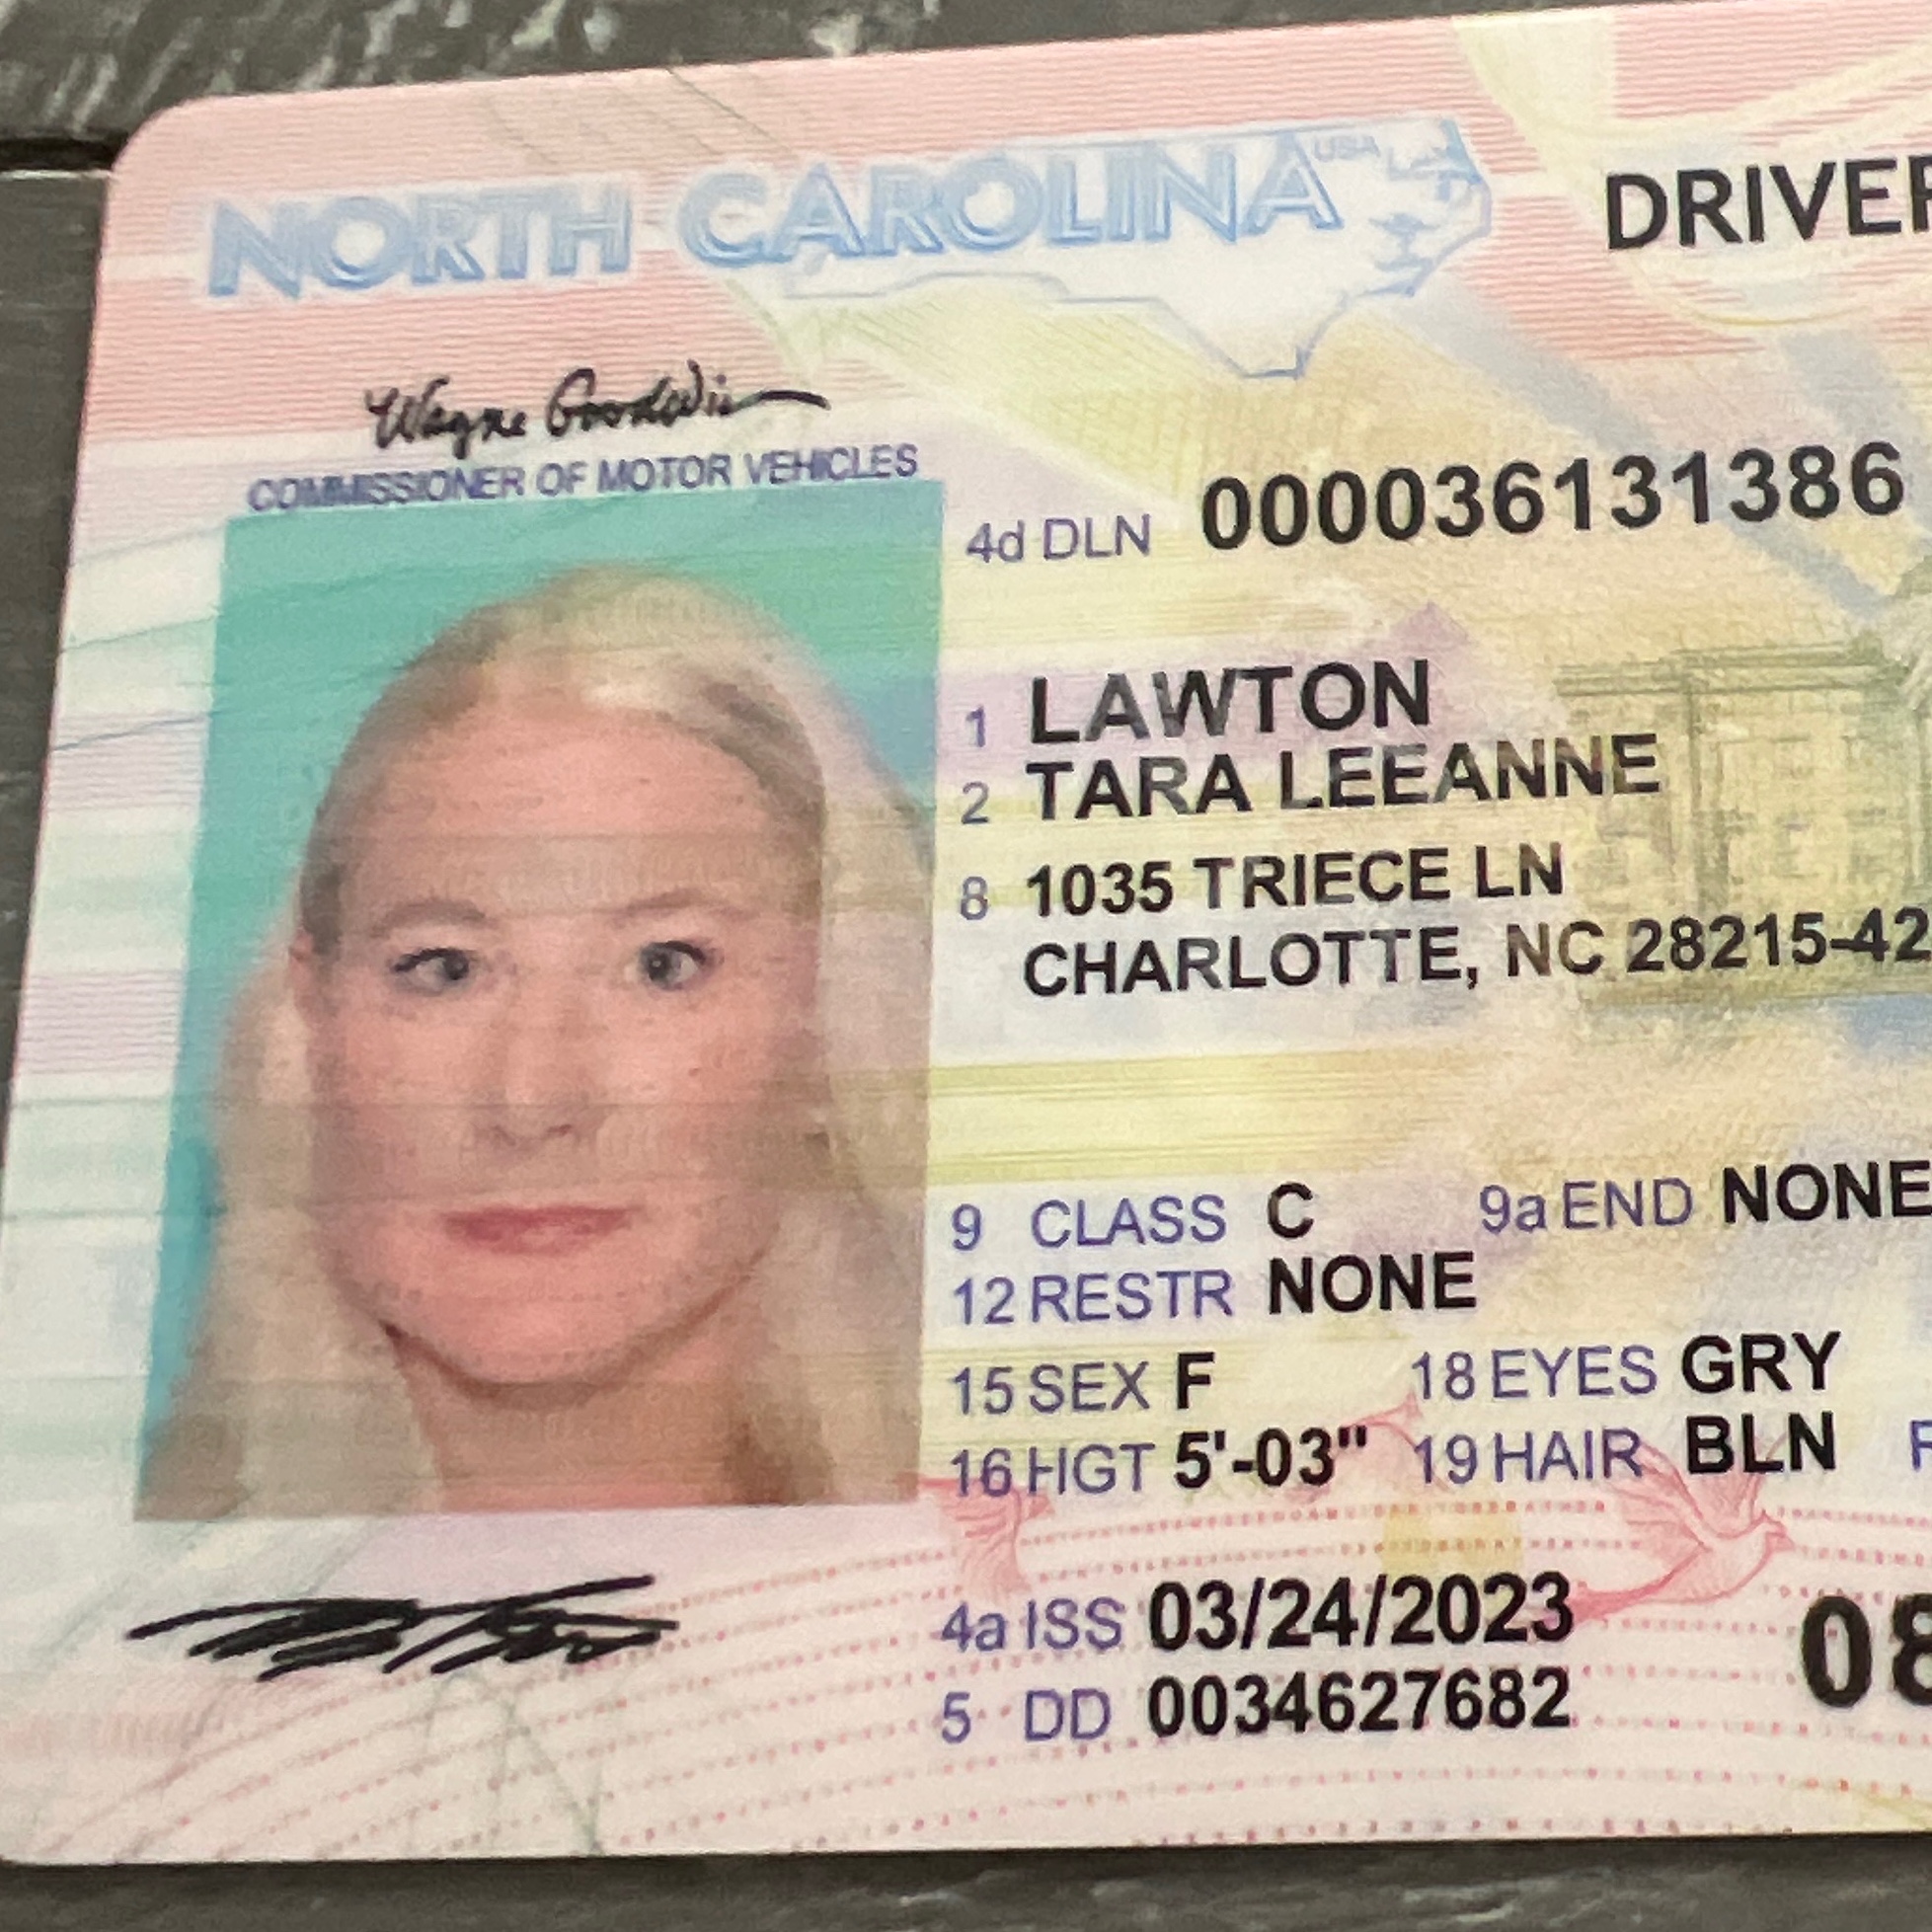 NORTH CAROLINA USA
DRIVER
Wayne Goodwin
COMMISSIONER OF MOTOR VEHICLES
4d DLN 000036131386
1 LAWTON
2 TARA LEEANNE
8 1035 TRIECE LN
CHARLOTTE, NC 28215-42
9 CLASS C 9a END NONE
12 RESTR NONE
15 SEX F 18 EYES GRY
16 HGT 5'-03" 19 HAIR BLN
4a ISS 03/24/2023
08
5 DD 0034627682